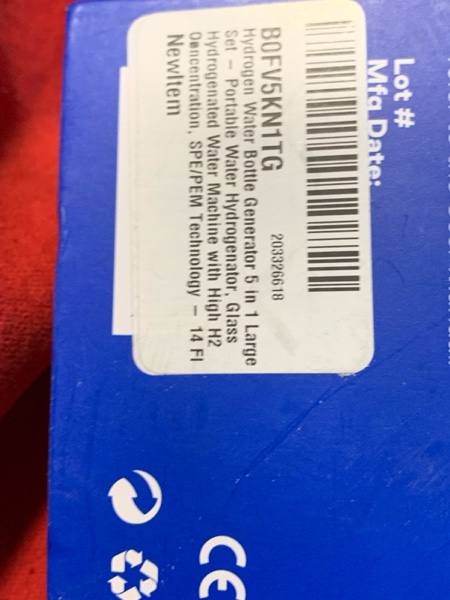 Lot #
Mfg Date:
B0FV5KN1TG
203326618
Hydrogen Water Bottle Generator 5 in 1 Large
Set – Portable Water Hydrogenator, Glass
Hydrogenated Water Machine with High H2
Concentration, SPE/PEM Technology – 14 Fl
NewItem
CE